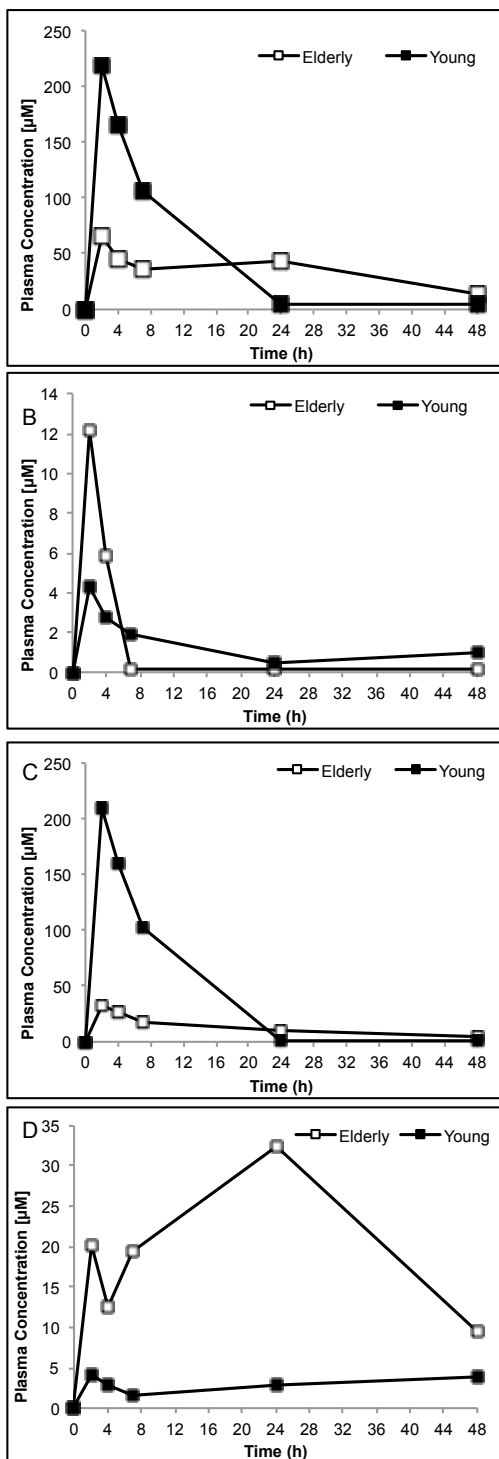 250
200
150
100
50
0
Plasma Concentration [µM]
Elderly Young
0 4 8 12 16 20 24 28 32 36 40 44 48
Time (h)
B
14
12
10
8
6
4
2
0
Plasma Concentration [µM]
Elderly Young
0 4 8 12 16 20 24 28 32 36 40 44 48
Time (h)
C
250
200
150
100
50
0
Plasma Concentration [µM]
Elderly Young
0 4 8 12 16 20 24 28 32 36 40 44 48
Time (h)
D
35
30
25
20
15
10
5
0
Plasma Concentration [µM]
Elderly Young
0 4 8 12 16 20 24 28 32 36 40 44 48
Time (h)